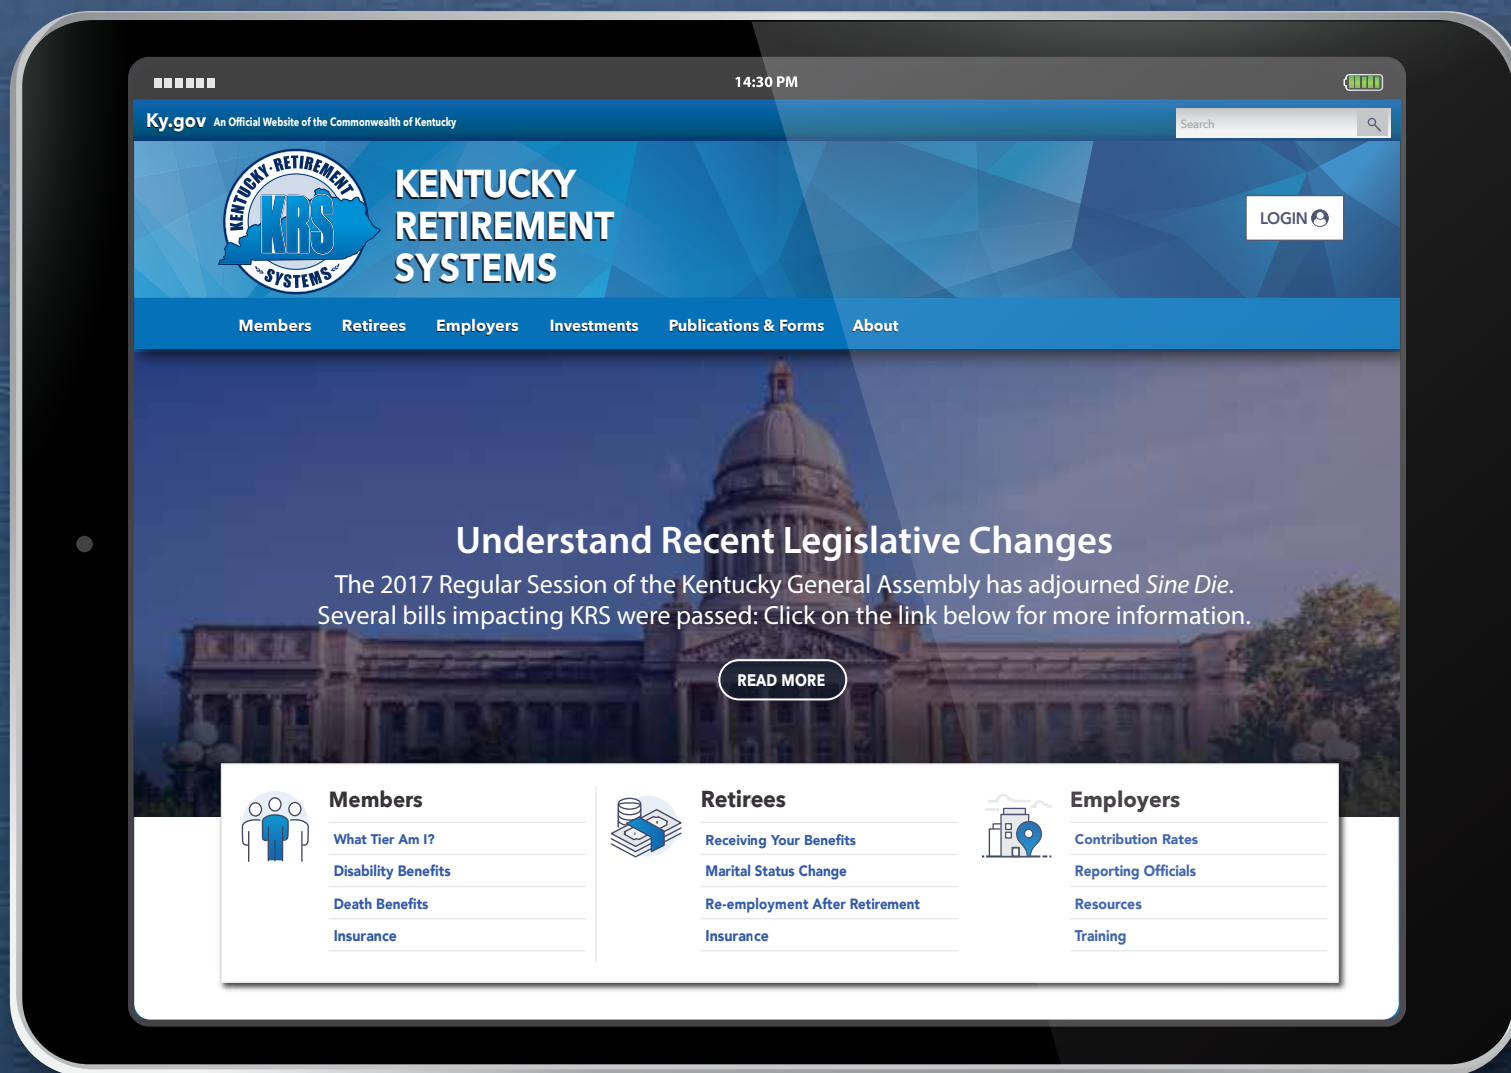 14:30 PM
Ky.gov An Official Website of the Commonwealth of Kentucky
Search
KENTUCKY · RETIREMENT
KRS
SYSTEMS
KENTUCKY
RETIREMENT
SYSTEMS
LOGIN
Members Retirees Employers Investments Publications & Forms About
Understand Recent Legislative Changes
The 2017 Regular Session of the Kentucky General Assembly has adjourned Sine Die.
Several bills impacting KRS were passed: Click on the link below for more information.
READ MORE
Members
What Tier Am I?
Disability Benefits
Death Benefits
Insurance
Retirees
Receiving Your Benefits
Marital Status Change
Re-employment After Retirement
Insurance
Employers
Contribution Rates
Reporting Officials
Resources
Training